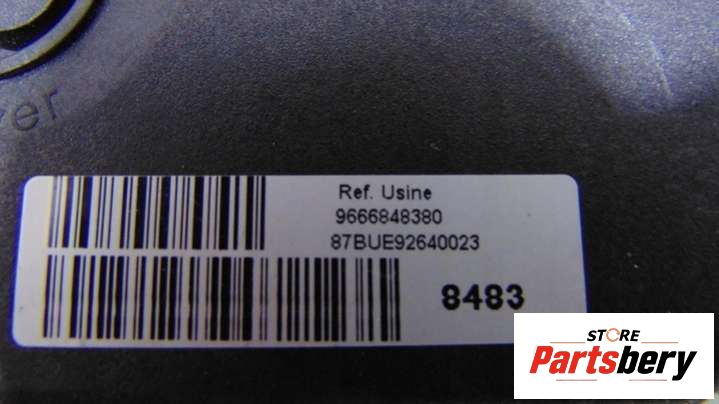 Ref. Usine
9666848380
87BUE92640023
8483
STORE
Partsbery